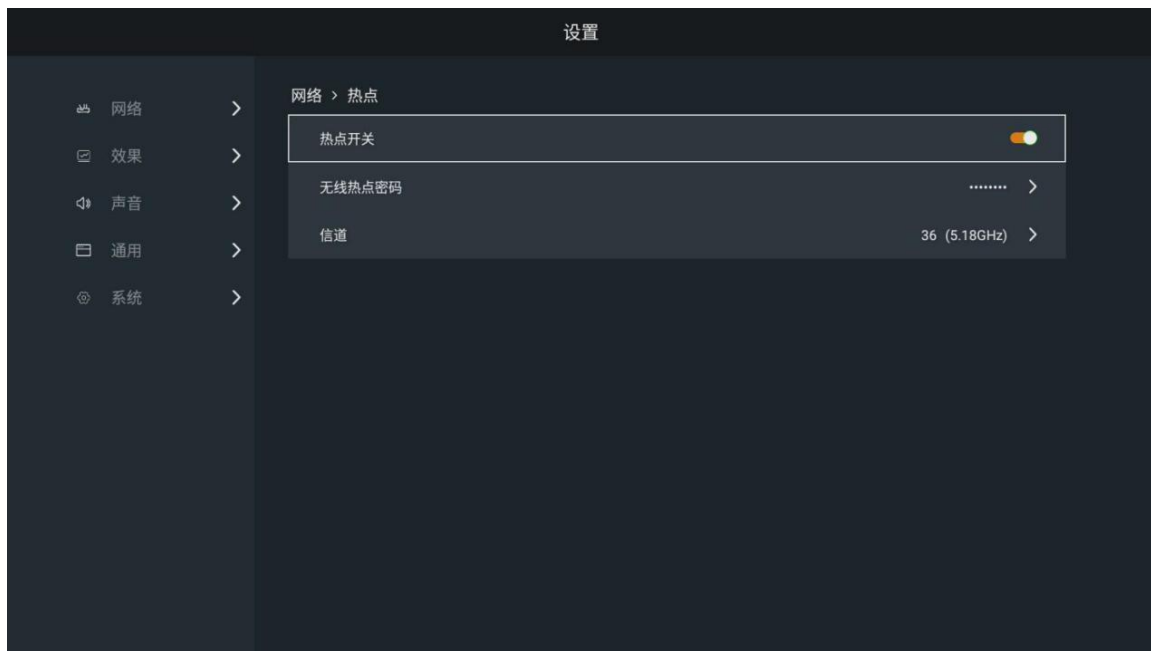 设置
网络
效果
声音
通用
系统
网络 > 热点
热点开关
无线热点密码 ········
信道 36 (5.18GHz)